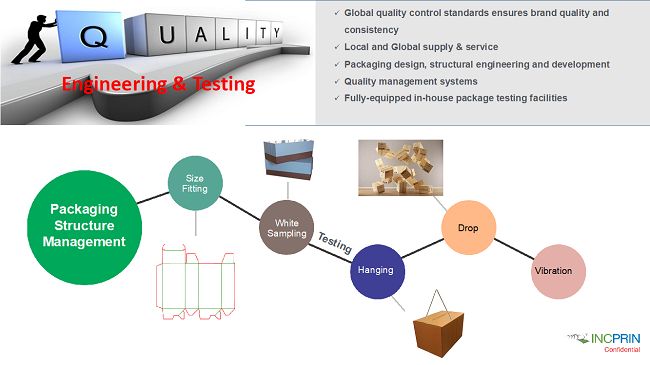 QUALITY
Engineering & Testing
✓ Global quality control standards ensures brand quality and
consistency
✓ Local and Global supply & service
✓ Packaging design, structural engineering and development
✓ Quality management systems
✓ Fully-equipped in-house package testing facilities
Packaging
Structure
Management
Size
Fitting
White
Sampling
Testing
Hanging
Drop
Vibration
INCPRIN
Confidential